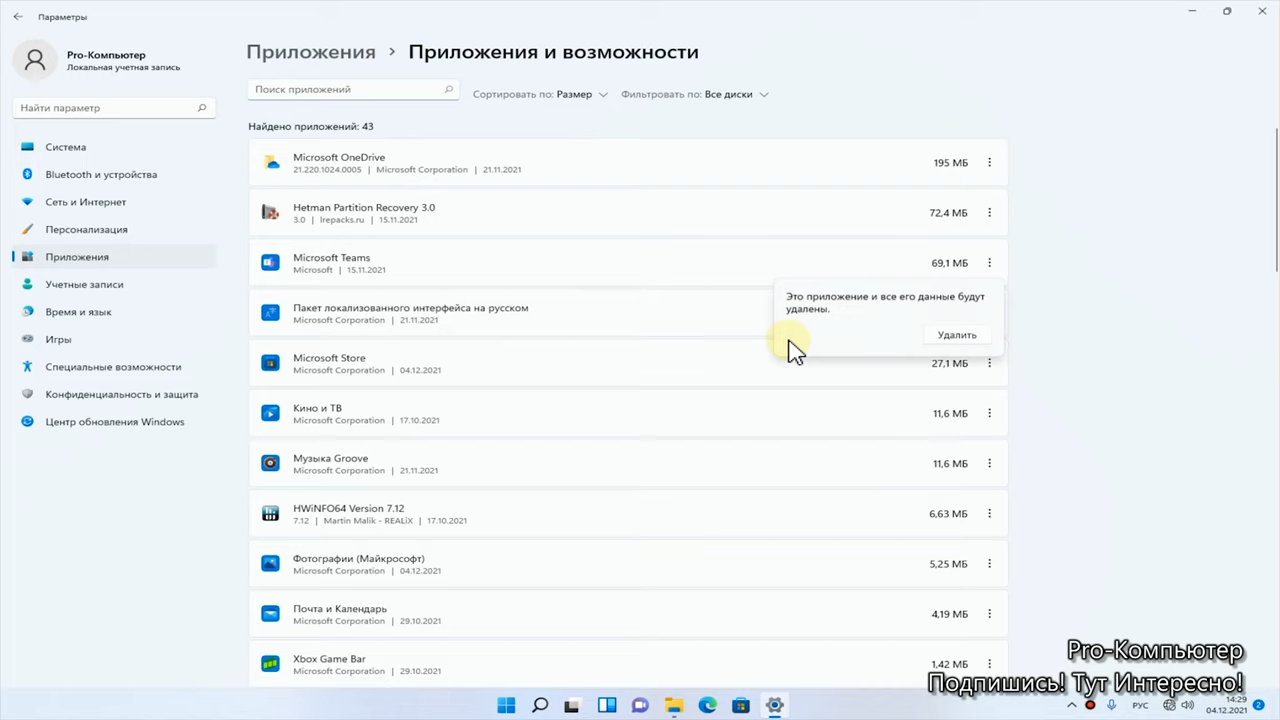 Параметры
Pro-Компьютер
Локальная учетная запись
Найти параметр
Система
Bluetooth и устройства
Сеть и Интернет
Персонализация
Приложения
Учетные записи
Время и язык
Игры
Специальные возможности
Конфиденциальность и защита
Центр обновления Windows
Приложения > Приложения и возможности
Поиск приложений
Сортировать по: Размер
Фильтровать по: Все диски
Найдено приложений: 43
Microsoft OneDrive
21.220.1024.0005 | Microsoft Corporation | 21.11.2021
195 МБ
Hetman Partition Recovery 3.0
3.0 | lrepacks.ru | 15.11.2021
72,4 МБ
Microsoft Teams
Microsoft | 15.11.2021
69,1 МБ
Пакет локализованного интерфейса на русском
Microsoft Corporation | 21.11.2021
Это приложение и все его данные будут
удалены.
Удалить
Microsoft Store
Microsoft Corporation | 04.12.2021
27,1 МБ
Кино и ТВ
Microsoft Corporation | 17.10.2021
11,6 МБ
Музыка Groove
Microsoft Corporation | 21.11.2021
11,6 МБ
HWiNFO64 Version 7.12
7.12 | Martin Malik - REALiX | 17.10.2021
6,63 МБ
Фотографии (Майкрософт)
Microsoft Corporation | 04.12.2021
5,25 МБ
Почта и Календарь
Microsoft Corporation | 29.10.2021
4,19 МБ
Xbox Game Bar
Microsoft Corporation | 29.10.2021
1,42 МБ
Pro-Компьютер
Подпишись! Тут Интересно!
РУС
14:29
04.12.2021
2